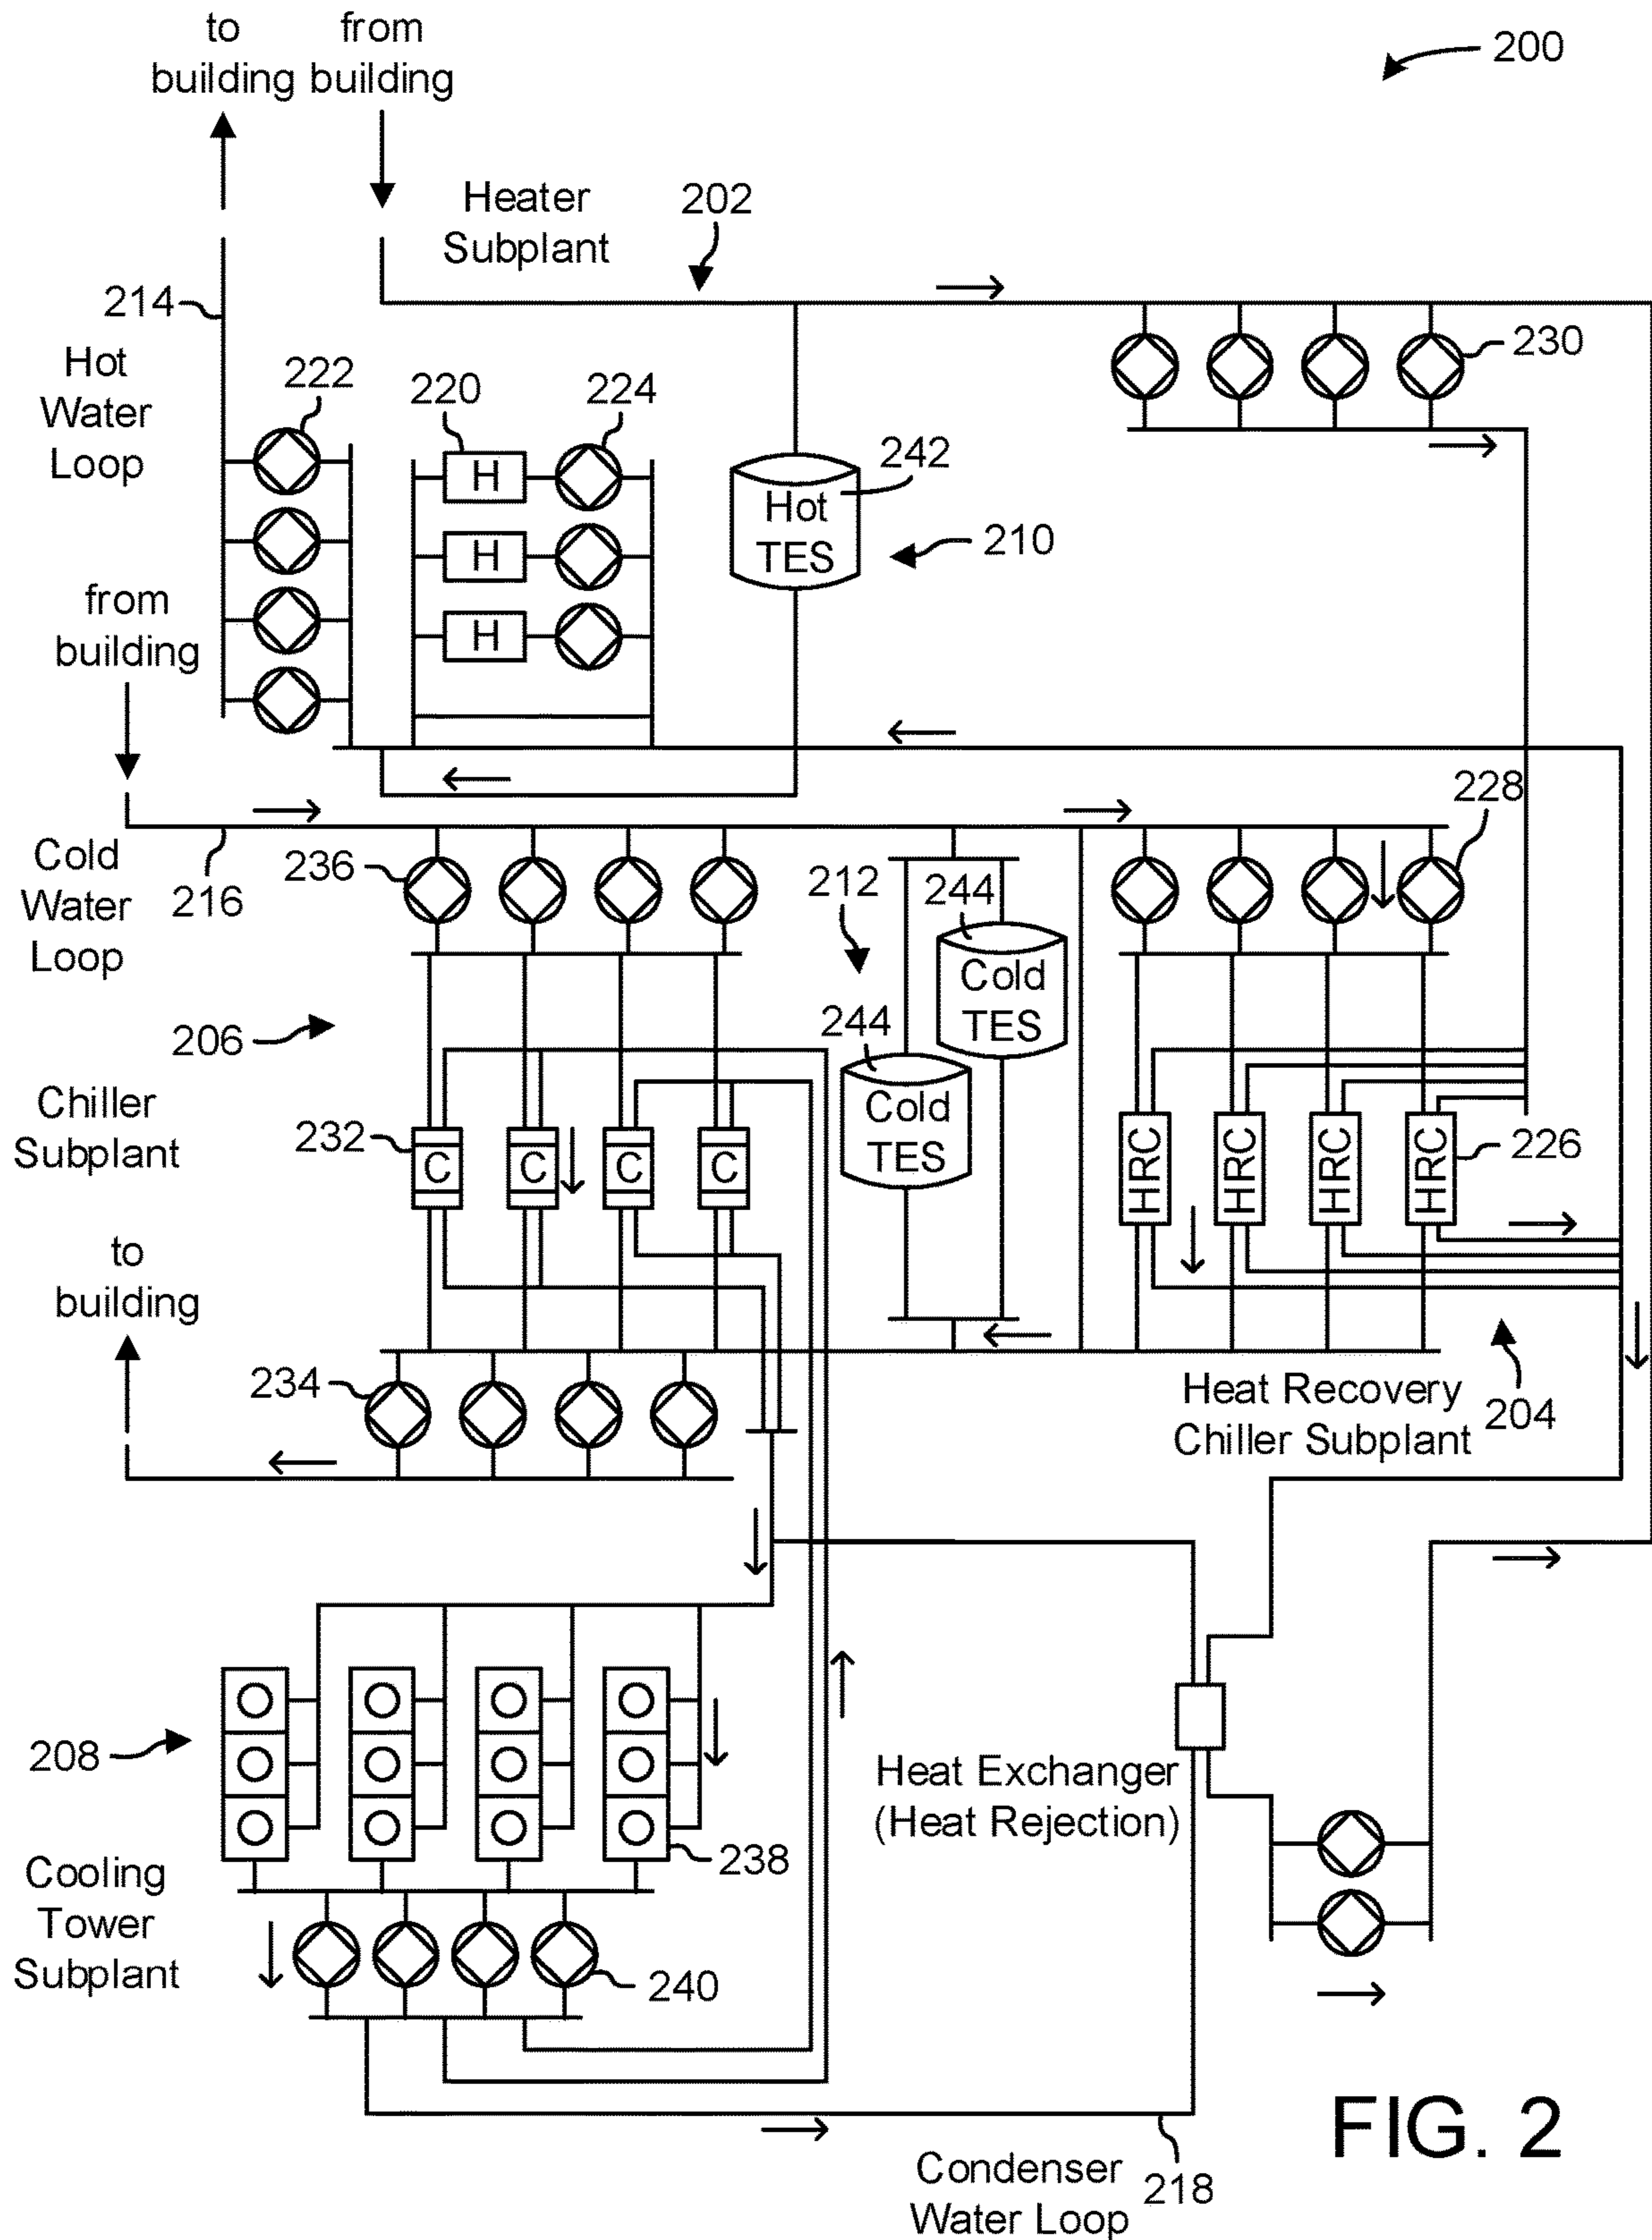 to
building
from
building
200
Heater
Subplant
202
214
Hot
Water
Loop
222
220
224
230
H
H
H
242
Hot
TES
210
from
building
228
Cold
Water
Loop
216
236
212
244
Cold
TES
244
Cold
TES
206
Chiller
Subplant
232
C
C
C
C
HRC
HRC
HRC
HRC
226
to
building
234
Heat Recovery
Chiller Subplant
204
208
Heat Exchanger
(Heat Rejection)
238
Cooling
Tower
Subplant
240
FIG. 2
Condenser
Water Loop
218